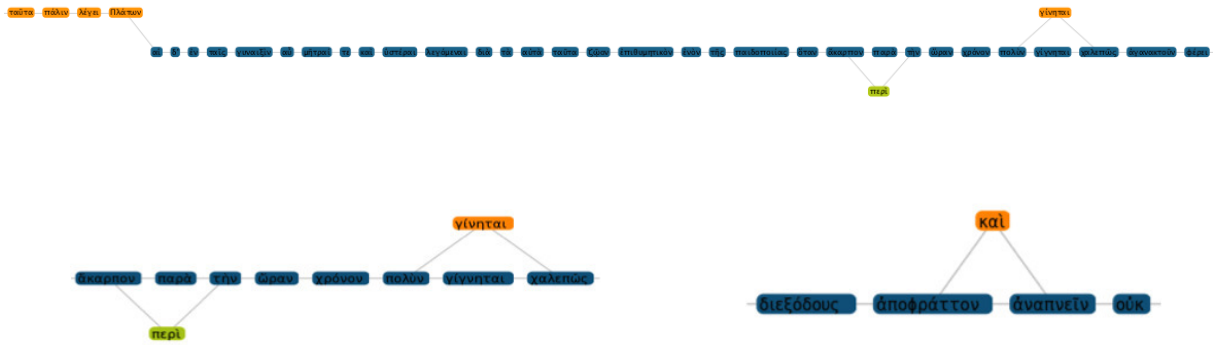 ταῦτα πάλιν λέγει Πλάτων
γίνηται
αἱ δ' ἐν ταῖς γυναιξὶν αὖ μῆτραί τε καὶ ὑστέραι λεγόμεναι διὰ τὰ αὐτὰ ταῦτα ζῷον ἐπιθυμητικὸν ἐνὸν τῆς παιδοποιίας ὅταν ἄκαρπον παρὰ τὴν ὥραν χρόνον πολὺν γίγνηται χαλεπῶς ἀγανακτοῦν φέρει
περὶ
γίνηται
ἄκαρπον παρὰ τὴν ὥραν χρόνον πολὺν γίγνηται χαλεπῶς
περὶ
καὶ
διεξόδους ἀποφράττον ἀναπνεῖν οὐκ